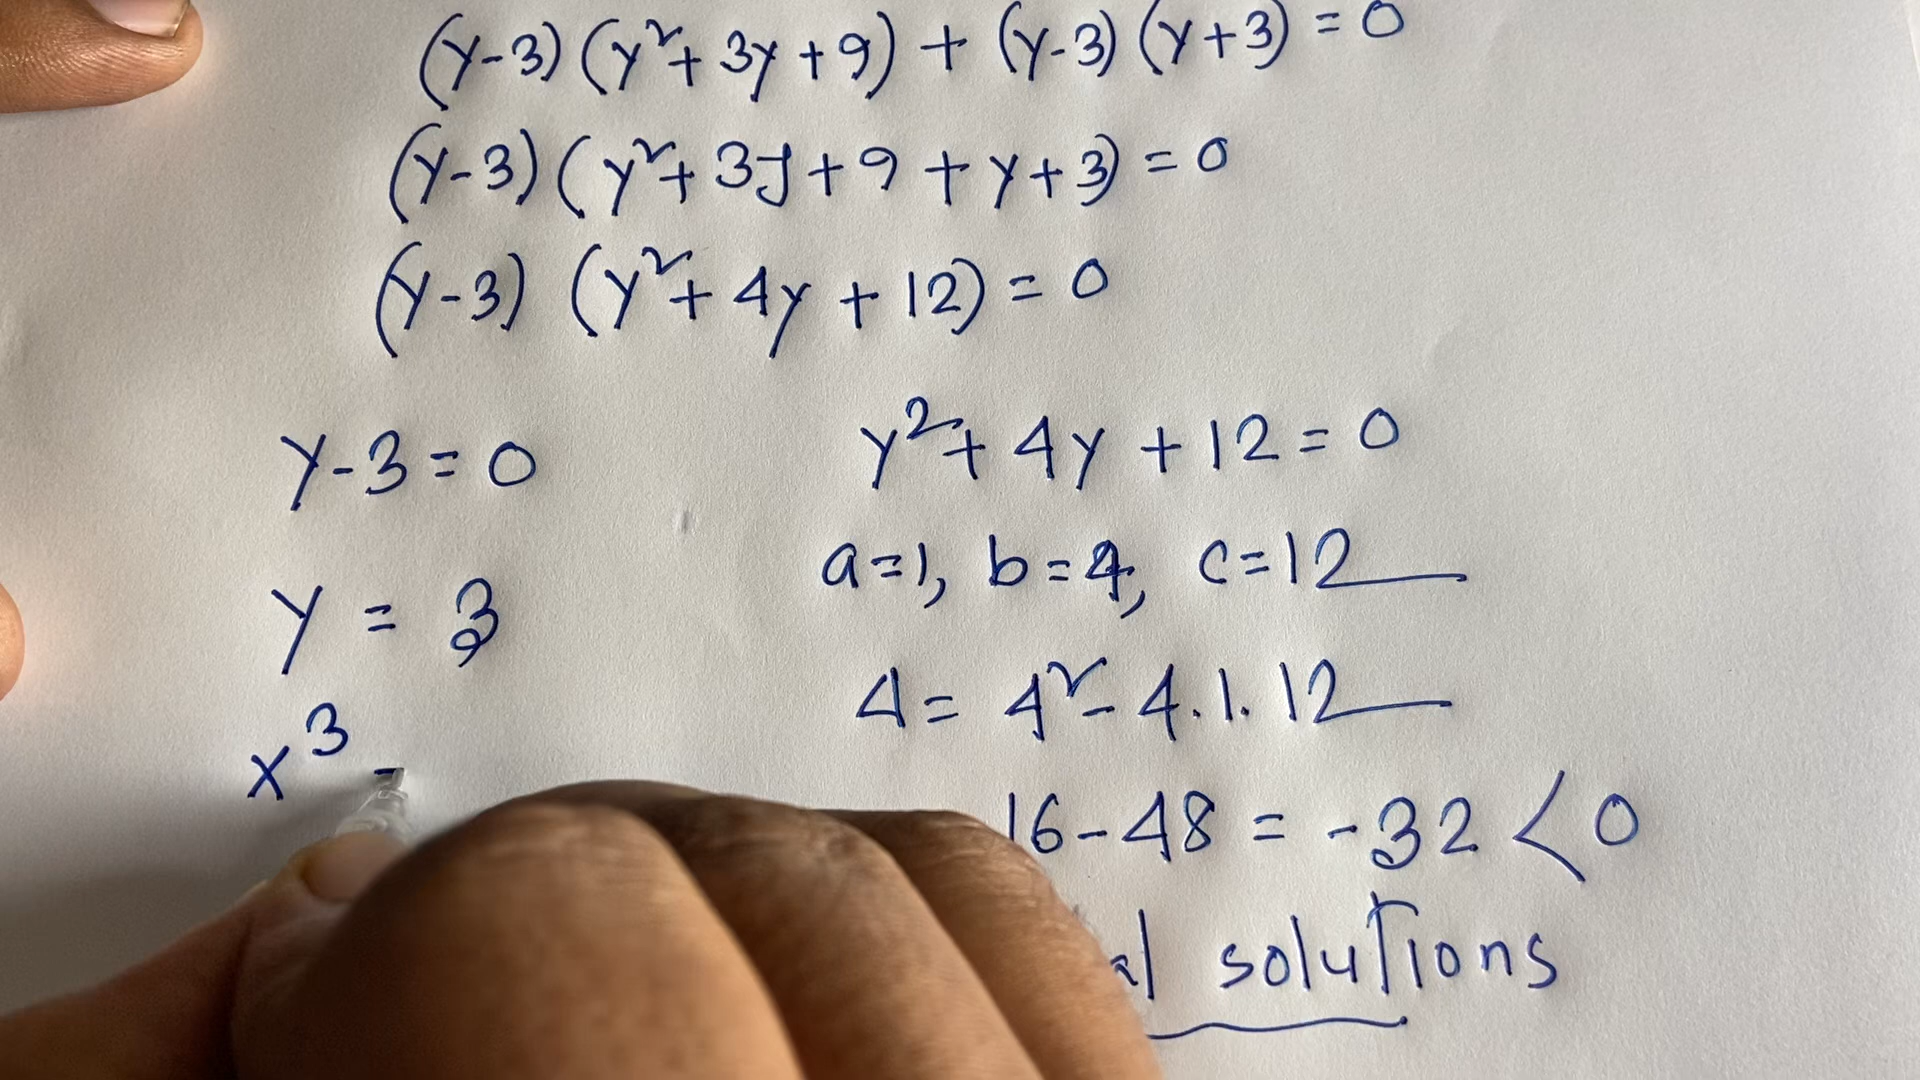 (y-3)(y²+3y+9)+(y-3)(y+3)=0
(y-3)(y²+3y+9+y+3)=0
(y-3)(y²+4y+12)=0
y-3=0
y = 3
x³
y²+4y+12=0
a=1, b=4, c=12
Δ= 4²-4.1.12
16-48 = -32 < 0
solutions